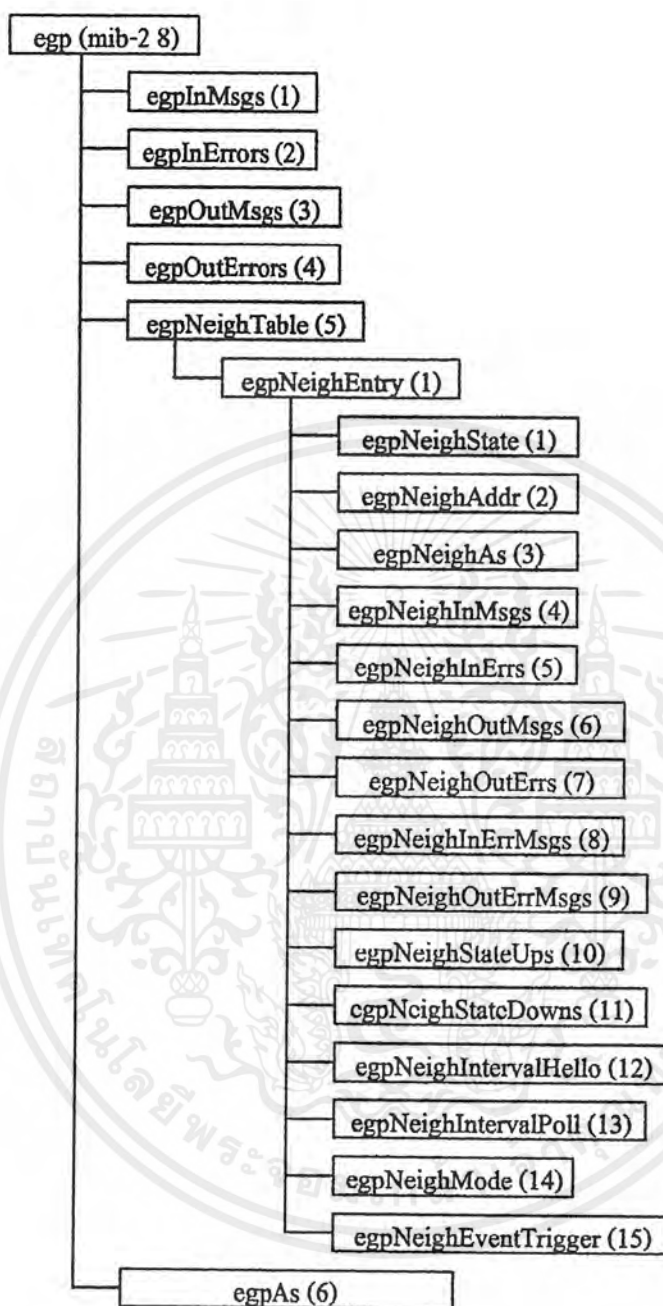 egp (mib-2 8)
egpInMsgs (1)
egpInErrors (2)
egpOutMsgs (3)
egpOutErrors (4)
egpNeighTable (5)
egpNeighEntry (1)
egpNeighState (1)
egpNeighAddr (2)
egpNeighAs (3)
egpNeighInMsgs (4)
egpNeighInErrs (5)
egpNeighOutMsgs (6)
egpNeighOutErrs (7)
egpNeighInErrMsgs (8)
egpNeighOutErrMsgs (9)
egpNeighStateUps (10)
egpNeighStateDowns (11)
egpNeighIntervalHello (12)
egpNeighIntervalPoll (13)
egpNeighMode (14)
egpNeighEventTrigger (15)
egpAs (6)